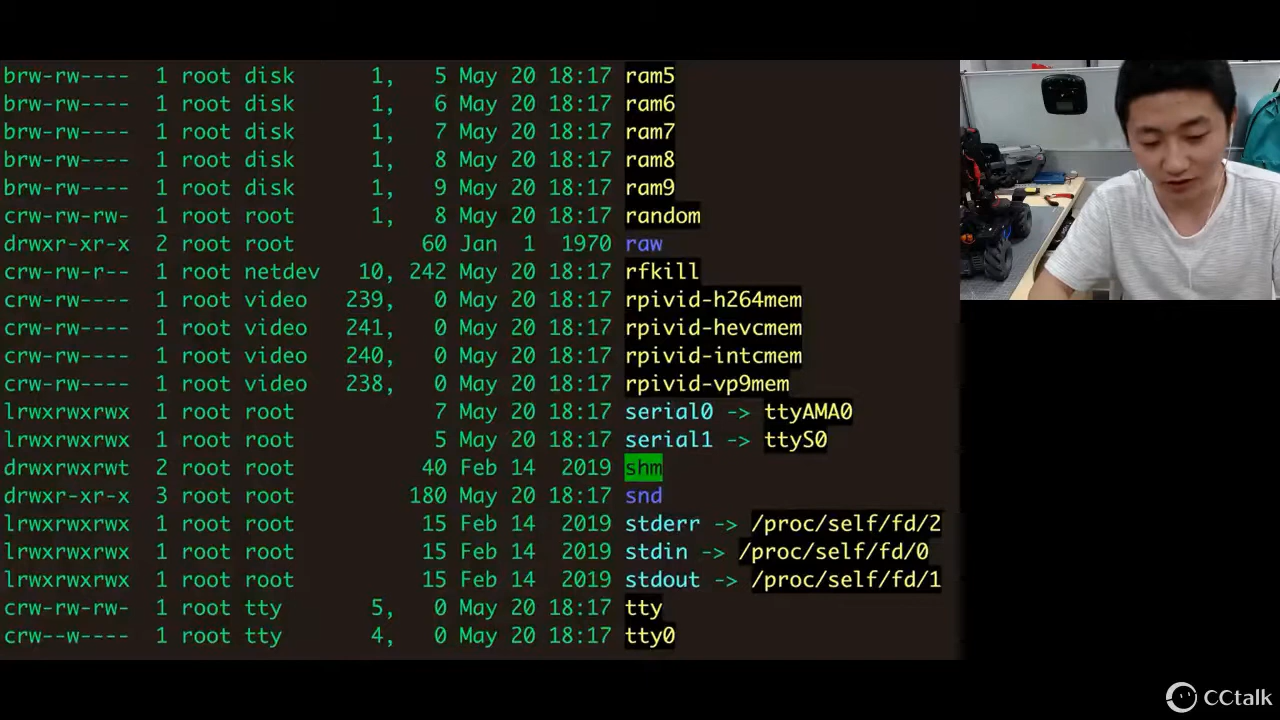 brw-rw---- 1 root disk 1, 5 May 20 18:17 ram5
brw-rw---- 1 root disk 1, 6 May 20 18:17 ram6
brw-rw---- 1 root disk 1, 7 May 20 18:17 ram7
brw-rw---- 1 root disk 1, 8 May 20 18:17 ram8
brw-rw---- 1 root disk 1, 9 May 20 18:17 ram9
crw-rw-rw- 1 root root 1, 8 May 20 18:17 random
drwxr-xr-x 2 root root 60 Jan 1 1970 raw
crw-rw-r-- 1 root netdev 10, 242 May 20 18:17 rfkill
crw-rw---- 1 root video 239, 0 May 20 18:17 rpivid-h264mem
crw-rw---- 1 root video 241, 0 May 20 18:17 rpivid-hevcmem
crw-rw---- 1 root video 240, 0 May 20 18:17 rpivid-intcmem
crw-rw---- 1 root video 238, 0 May 20 18:17 rpivid-vp9mem
lrwxrwxrwx 1 root root 7 May 20 18:17 serial0 -> ttyAMA0
lrwxrwxrwx 1 root root 5 May 20 18:17 serial1 -> ttyS0
drwxrwxrwt 2 root root 40 Feb 14 2019 shm
drwxr-xr-x 3 root root 180 May 20 18:17 snd
lrwxrwxrwx 1 root root 15 Feb 14 2019 stderr -> /proc/self/fd/2
lrwxrwxrwx 1 root root 15 Feb 14 2019 stdin -> /proc/self/fd/0
lrwxrwxrwx 1 root root 15 Feb 14 2019 stdout -> /proc/self/fd/1
crw-rw-rw- 1 root tty 5, 0 May 20 18:17 tty
crw--w---- 1 root tty 4, 0 May 20 18:17 tty0
CCtalk